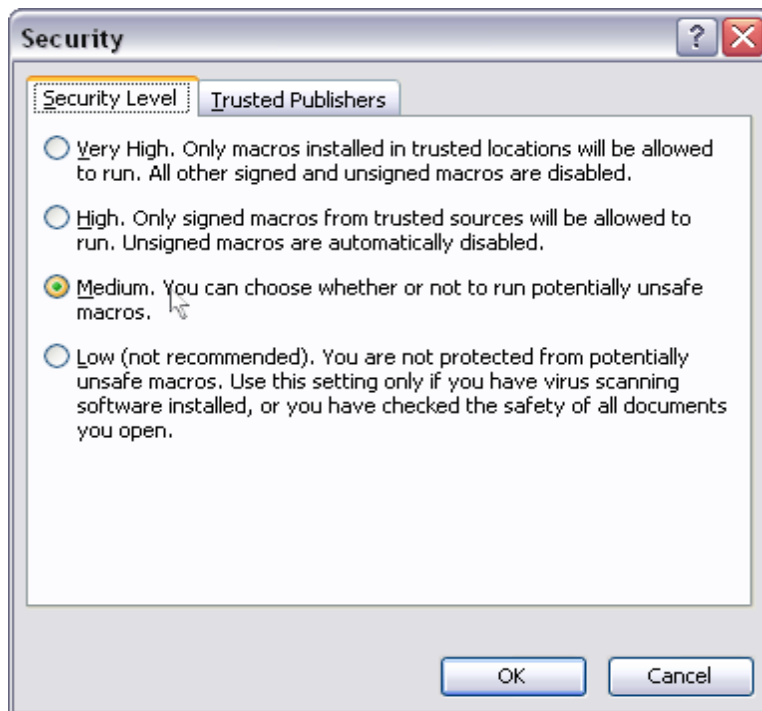 Security
Security Level
Trusted Publishers
Very High. Only macros installed in trusted locations will be allowed
to run. All other signed and unsigned macros are disabled.
High. Only signed macros from trusted sources will be allowed to
run. Unsigned macros are automatically disabled.
Medium. You can choose whether or not to run potentially unsafe
macros.
Low (not recommended). You are not protected from potentially
unsafe macros. Use this setting only if you have virus scanning
software installed, or you have checked the safety of all documents
you open.
OK
Cancel